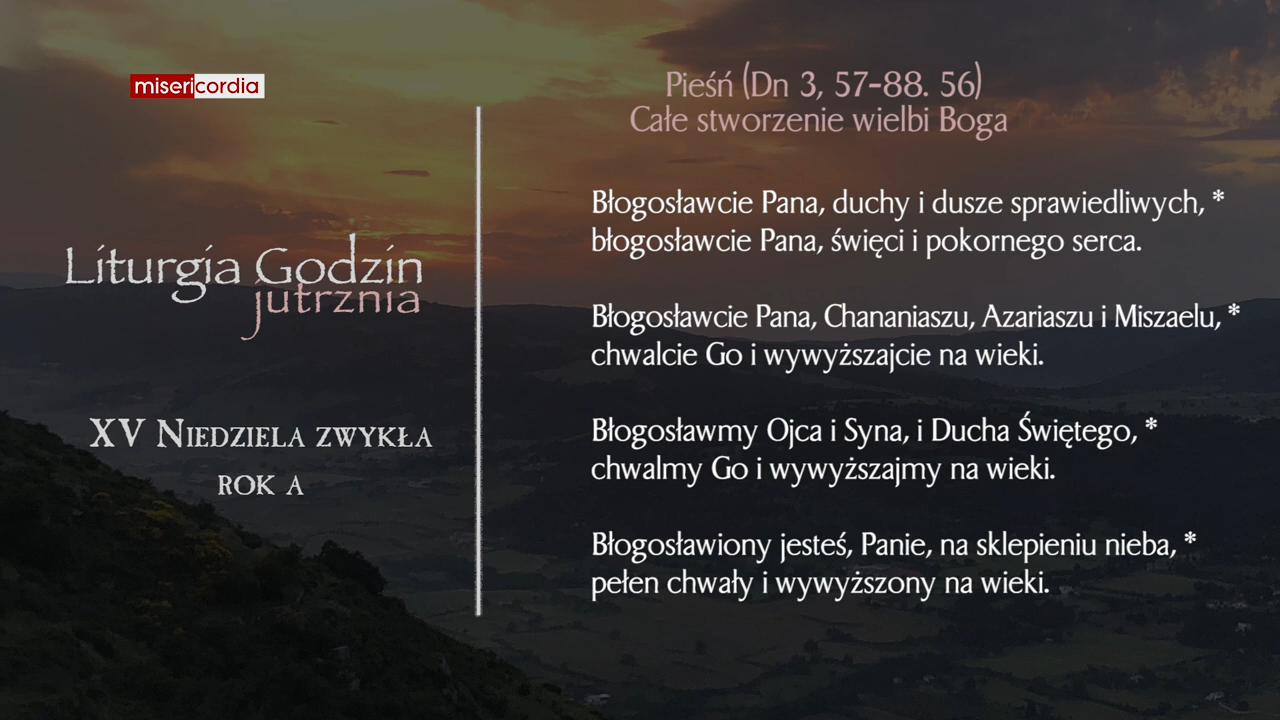 misericordia
Liturgia Godzin
jutrznia
XV Niedziela zwykła
rok A
Pieśń (Dn 3, 57-88. 56)
Całe stworzenie wielbi Boga
Błogosławcie Pana, duchy i dusze sprawiedliwych, *
błogosławcie Pana, święci i pokornego serca.
Błogosławcie Pana, Chananiaszu, Azariaszu i Miszaelu, *
chwalcie Go i wywyższajcie na wieki.
Błogosławmy Ojca i Syna, i Ducha Świętego, *
chwalmy Go i wywyższajmy na wieki.
Błogosławiony jesteś, Panie, na sklepieniu nieba, *
pełen chwały i wywyższony na wieki.